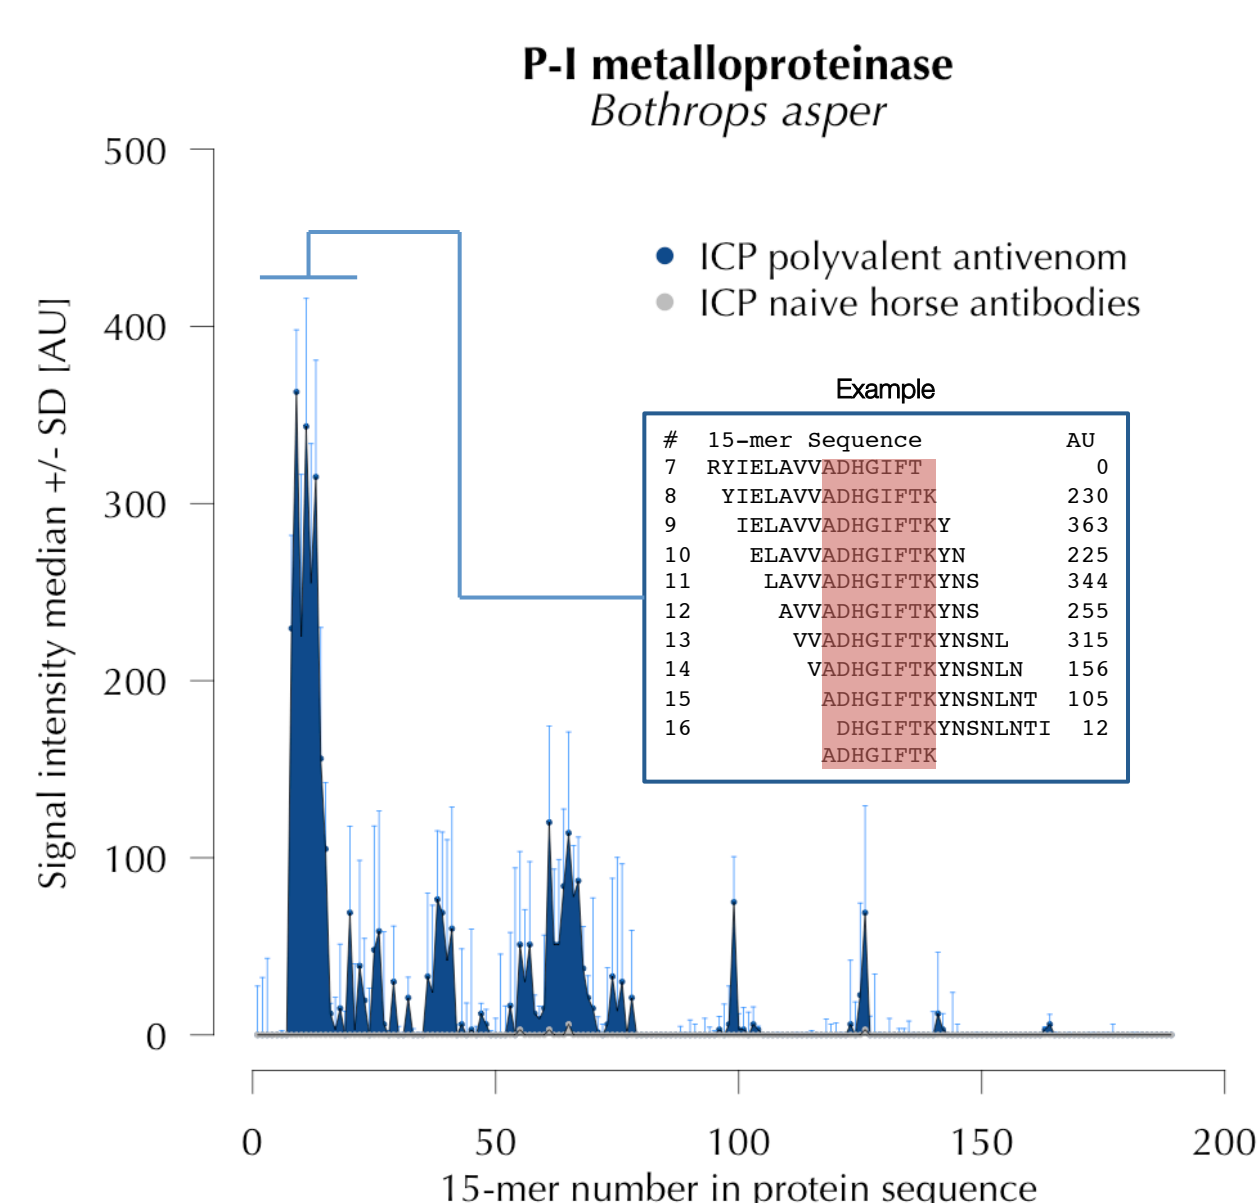 P-I metalloproteinase
Bothrops asper
500
400
300
200
100
0
Signal intensity median +/- SD [AU]
ICP polyvalent antivenom
ICP naive horse antibodies
Example
# 15-mer Sequence AU
7 RYIELAVVADHGIFT 0
8 YIELAVVADHGIFTK 230
9 IELAVVADHGIFTKY 363
10 ELAVVADHGIFTKYN 225
11 LAVVADHGIFTKYNS 344
12 AVVADHGIFTKYNS 255
13 VVADHGIFTKYNSNL 315
14 VADHGIFTKYNSNLN 156
15 ADHGIFTKYNSNLNT 105
16 DHGIFTKYNSNLNTI 12
ADHGIFTK
0 50 100 150 200
15-mer number in protein sequence